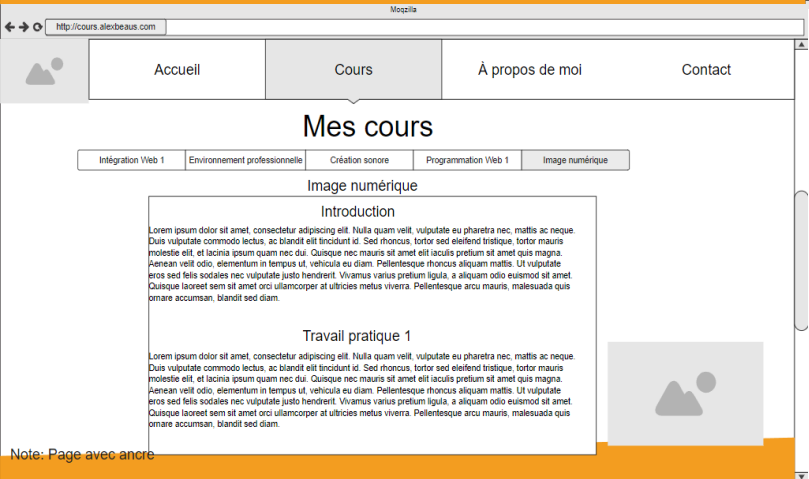 Moqzilla
http://cours.alexbeaus.com
Accueil
Cours
À propos de moi
Contact
Mes cours
Intégration Web 1
Environnement professionnelle
Création sonore
Programmation Web 1
Image numérique
Image numérique
Introduction
Lorem ipsum dolor sit amet, consectetur adipiscing elit. Nulla quam velit, vulputate eu pharetra nec, mattis ac neque.
Duis vulputate commodo lectus, ac blandit elit tincidunt id. Sed rhoncus, tortor sed eleifend tristique, tortor mauris
molestie elit, et lacinia ipsum quam nec dui. Quisque nec mauris sit amet elit iaculis pretium sit amet quis magna.
Aenean velit odio, elementum in tempus ut, vehicula eu diam. Pellentesque rhoncus aliquam mattis. Ut vulputate
eros sed felis sodales nec vulputate justo hendrerit. Vivamus varius pretium ligula, a aliquam odio euismod sit amet.
Quisque laoreet sem sit amet orci ullamcorper at ultricies metus viverra. Pellentesque arcu mauris, malesuada quis
ornare accumsan, blandit sed diam.
Travail pratique 1
Lorem ipsum dolor sit amet, consectetur adipiscing elit. Nulla quam velit, vulputate eu pharetra nec, mattis ac neque.
Duis vulputate commodo lectus, ac blandit elit tincidunt id. Sed rhoncus, tortor sed eleifend tristique, tortor mauris
molestie elit, et lacinia ipsum quam nec dui. Quisque nec mauris sit amet elit iaculis pretium sit amet quis magna.
Aenean velit odio, elementum in tempus ut, vehicula eu diam. Pellentesque rhoncus aliquam mattis. Ut vulputate
eros sed felis sodales nec vulputate justo hendrerit. Vivamus varius pretium ligula, a aliquam odio euismod sit amet.
Quisque laoreet sem sit amet orci ullamcorper at ultricies metus viverra. Pellentesque arcu mauris, malesuada quis
ornare accumsan, blandit sed diam.
Note: Page avec ancre